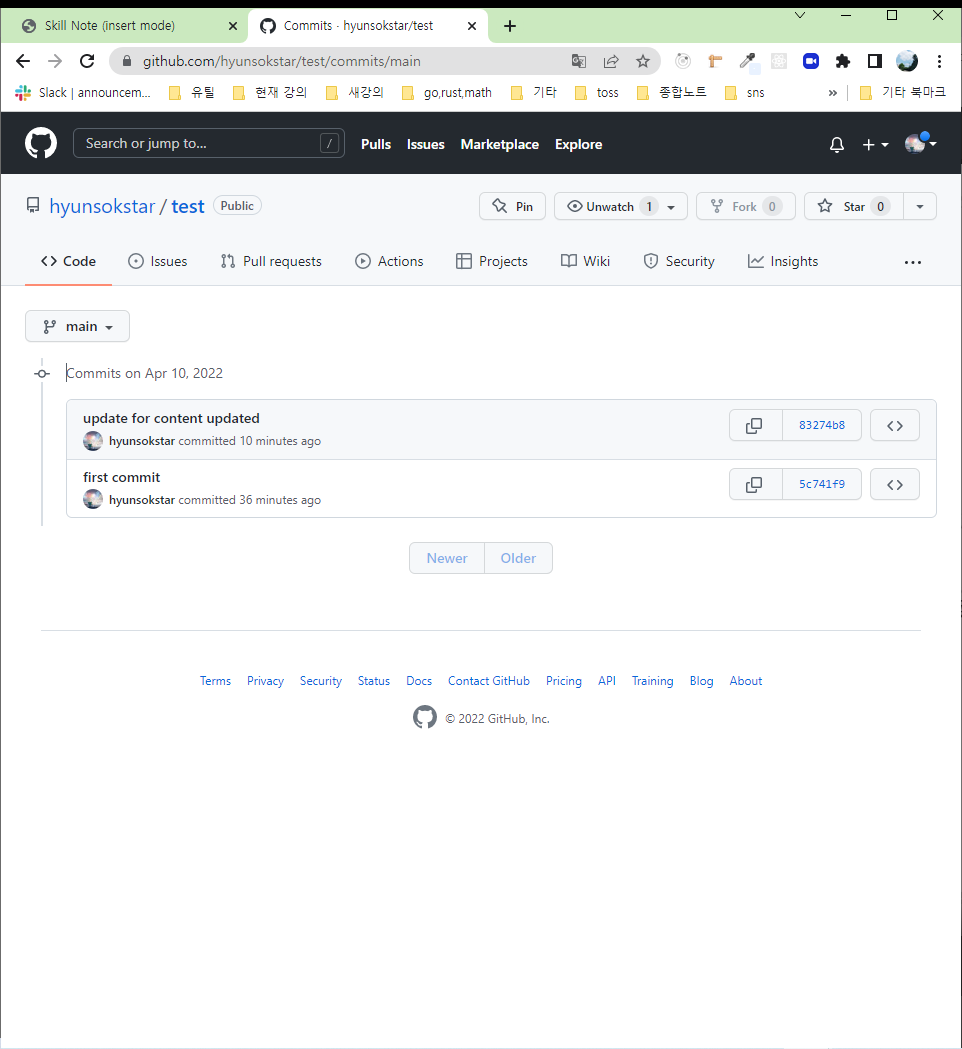 Skill Note (insert mode)
Commits · hyunsokstar/test
github.com/hyunsokstar/test/commits/main
Slack | announcem... 유틸 현재 강의 새강의 go,rust,math 기타 toss 종합노트 sns » 기타 북마크
Search or jump to... / Pulls Issues Marketplace Explore
hyunsokstar / test Public Pin Unwatch 1 Fork 0 Star 0
Code Issues Pull requests Actions Projects Wiki Security Insights ...
main
Commits on Apr 10, 2022
update for content updated
hyunsokstar committed 10 minutes ago
83274b8
first commit
hyunsokstar committed 36 minutes ago
5c741f9
Newer Older
Terms Privacy Security Status Docs Contact GitHub Pricing API Training Blog About
© 2022 GitHub, Inc.